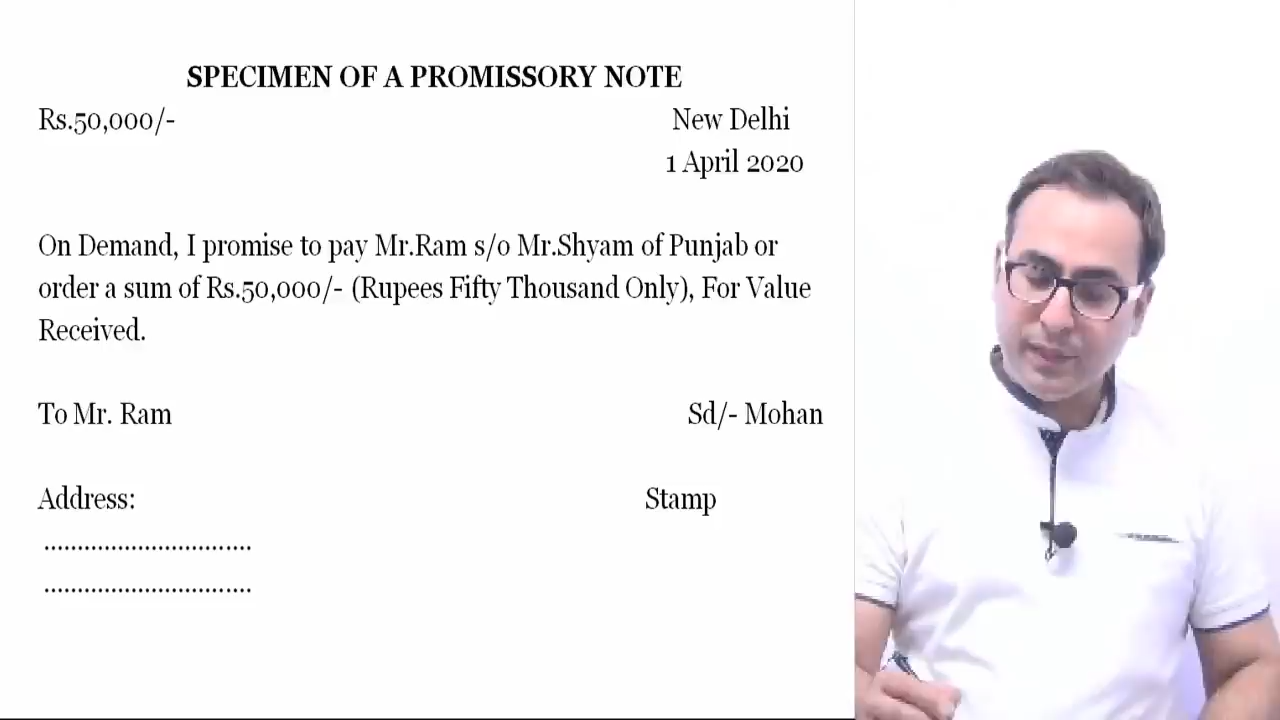 SPECIMEN OF A PROMISSORY NOTE
Rs.50,000/- New Delhi
1 April 2020
On Demand, I promise to pay Mr.Ram s/o Mr.Shyam of Punjab or
order a sum of Rs.50,000/- (Rupees Fifty Thousand Only), For Value
Received.
To Mr. Ram Sd/- Mohan
Address: Stamp
...............................
...............................